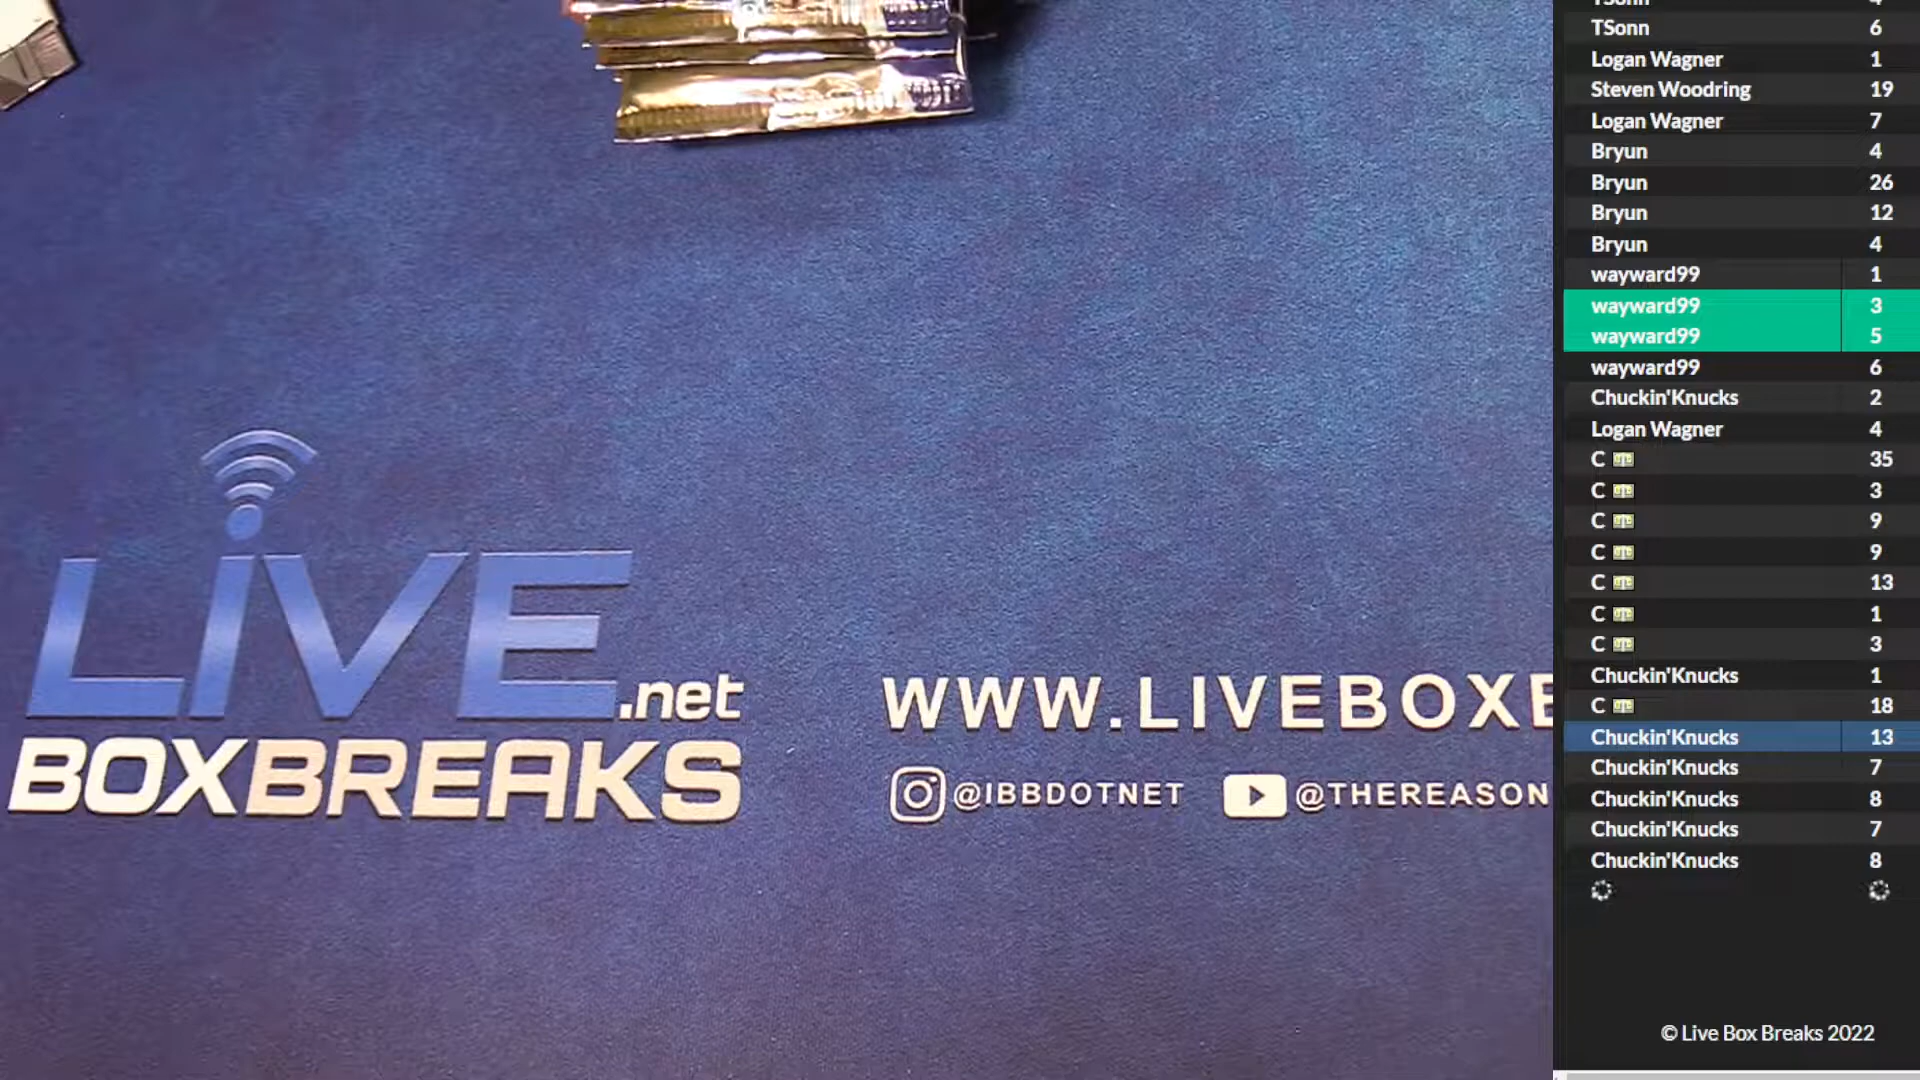 TSonn 4
TSonn 6
Logan Wagner 1
Steven Woodring 19
Logan Wagner 7
Bryun 4
Bryun 26
Bryun 12
Bryun 4
wayward99 1
wayward99 3
wayward99 5
wayward99 6
Chuckin'Knucks 2
Logan Wagner 4
C 35
C 3
C 9
C 9
C 13
C 1
C 3
Chuckin'Knucks 1
C 18
Chuckin'Knucks 13
Chuckin'Knucks 7
Chuckin'Knucks 8
Chuckin'Knucks 7
Chuckin'Knucks 8
© Live Box Breaks 2022
LIVE.net
BOXBREAKS
WWW.LIVEBOXB
@IBBDOTNET @THEREASON